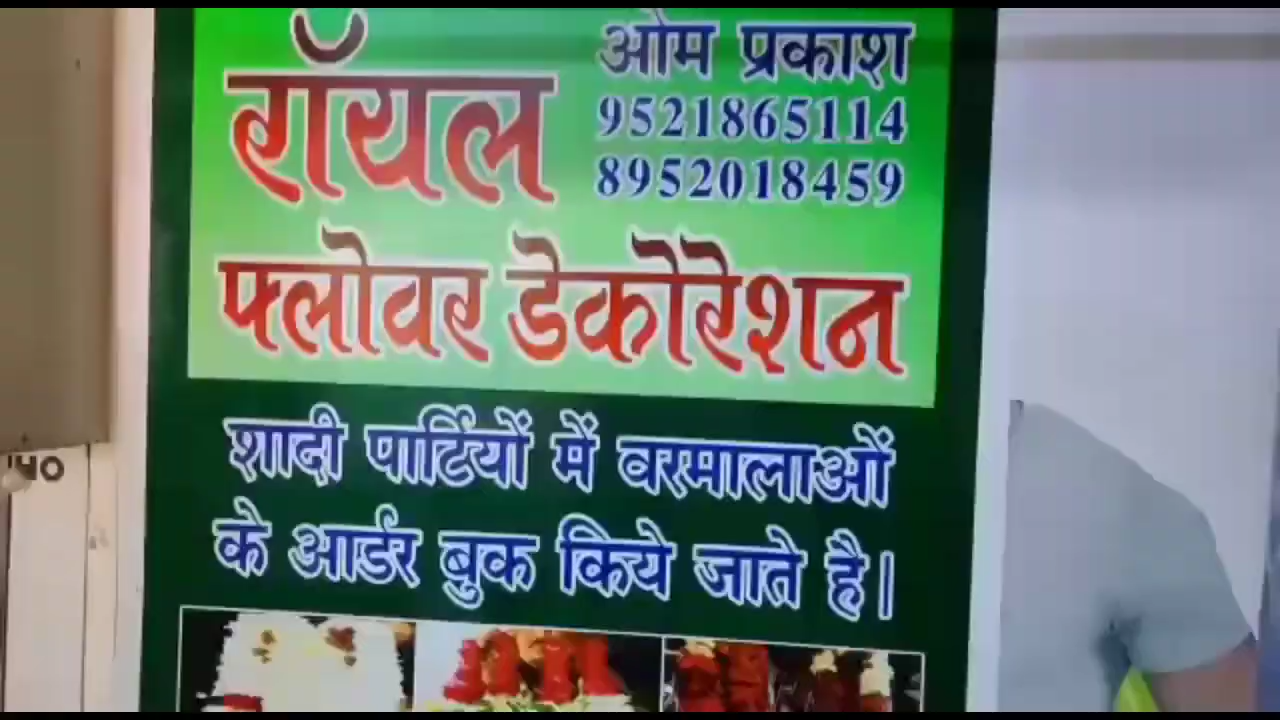 रॉयल
ओम प्रकाश
9521865114
8952018459
फ्लोवर डेकोरेशन
शादी पार्टियों में वरमालाओं
के आर्डर बुक किये जाते है।